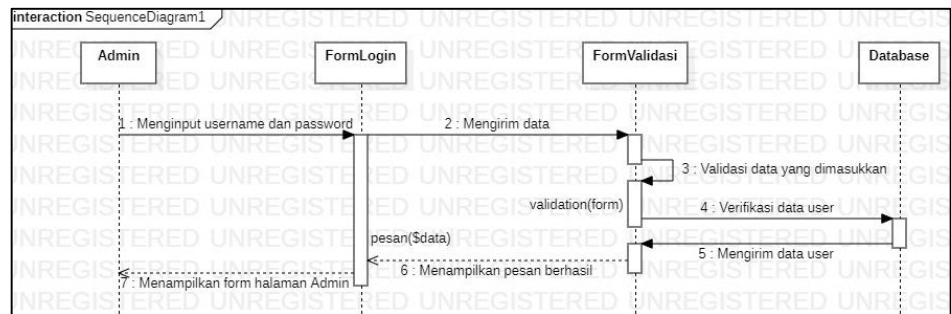 interaction SequenceDiagram1
Admin
FormLogin
FormValidasi
Database
1 : Menginput username dan password
2 : Mengirim data
3 : Validasi data yang dimasukkan
validation(form)
4 : Verifikasi data user
pesan($data)
5 : Mengirim data user
6 : Menampilkan pesan berhasil
7 : Menampilkan form halaman Admin
UNREGISTERED